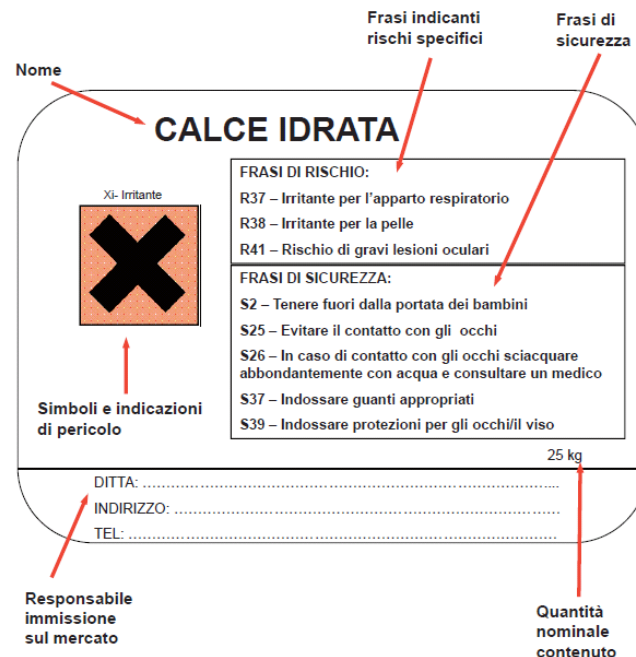 Frasi indicanti
rischi specifici
Frasi di
sicurezza
Nome
CALCE IDRATA
Xi- Irritante
FRASI DI RISCHIO:
R37 – Irritante per l'apparto respiratorio
R38 – Irritante per la pelle
R41 – Rischio di gravi lesioni oculari
FRASI DI SICUREZZA:
S2 – Tenere fuori dalla portata dei bambini
S25 – Evitare il contatto con gli occhi
S26 – In caso di contatto con gli occhi sciacquare
abbondantemente con acqua e consultare un medico
S37 – Indossare guanti appropriati
S39 – Indossare protezioni per gli occhi/il viso
Simboli e indicazioni
di pericolo
25 kg
DITTA: ................................................................................
INDIRIZZO: .........................................................................
TEL: ...................................................................................
Responsabile
immissione
sul mercato
Quantità
nominale
contenuto